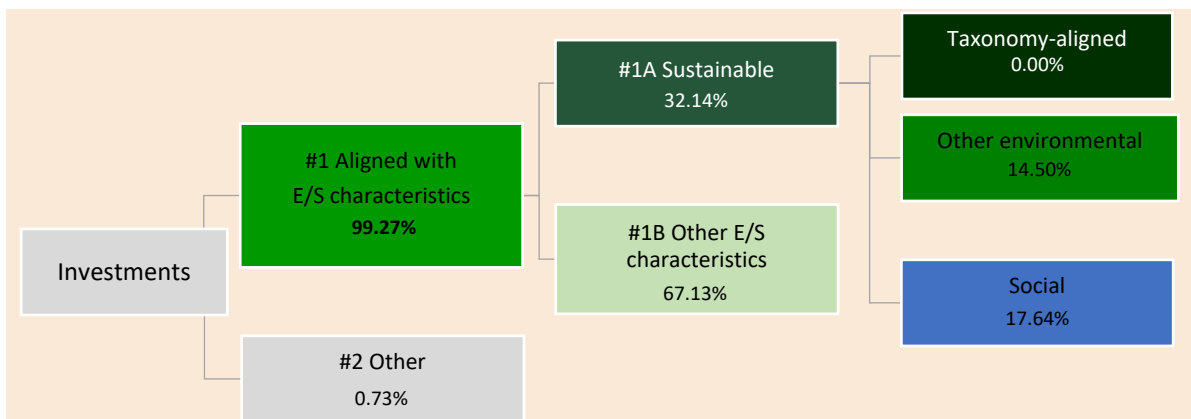 Investments
#1 Aligned with
E/S characteristics
99.27%
#2 Other
0.73%
#1A Sustainable
32.14%
#1B Other E/S
characteristics
67.13%
Taxonomy-aligned
0.00%
Other environmental
14.50%
Social
17.64%